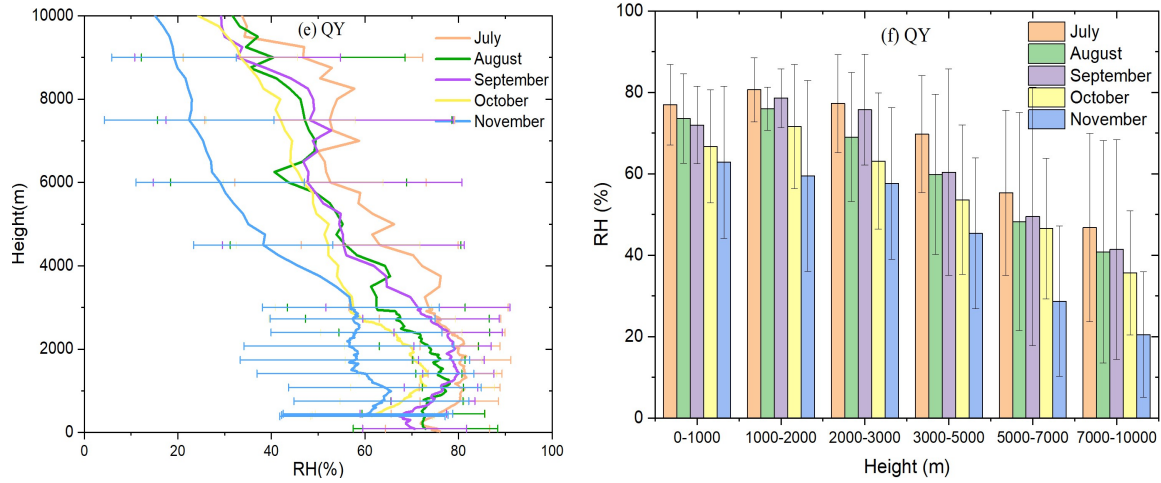 (e) QY
July
August
September
October
November
10000
8000
6000
4000
2000
0
Height(m)
0 20 40 60 80 100
RH(%)
(f) QY
July
August
September
October
November
100
80
60
40
20
0
RH (%)
0-1000 1000-2000 2000-3000 3000-5000 5000-7000 7000-10000
Height (m)